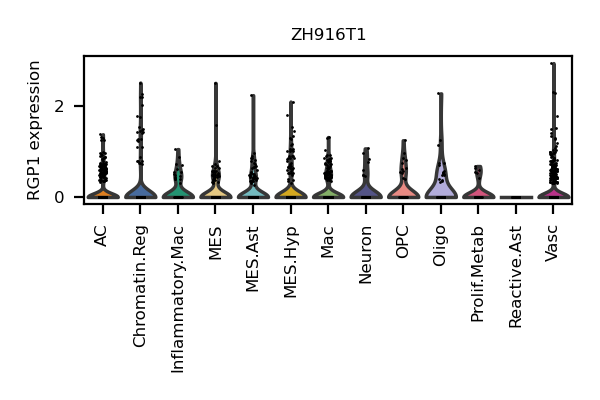 ZH916T1
RGP1 expression
2
0
AC
Chromatin.Reg
Inflammatory.Mac
MES
MES.Ast
MES.Hyp
Mac
Neuron
OPC
Oligo
Prolif.Metab
Reactive.Ast
Vasc